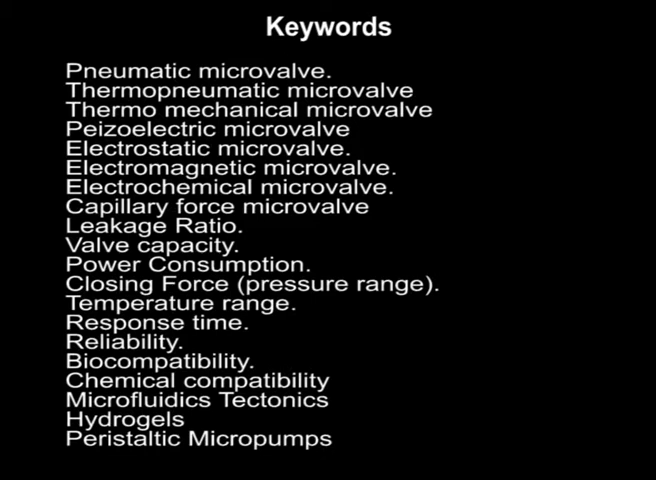 Keywords
Pneumatic microvalve.
Thermopneumatic microvalve
Thermo mechanical microvalve
Peizoelectric microvalve
Electrostatic microvalve.
Electromagnetic microvalve.
Electrochemical microvalve.
Capillary force microvalve
Leakage Ratio.
Valve capacity.
Power Consumption.
Closing Force (pressure range).
Temperature range.
Response time.
Reliability.
Biocompatibility.
Chemical compatibility
Microfluidics Tectonics
Hydrogels
Peristaltic Micropumps